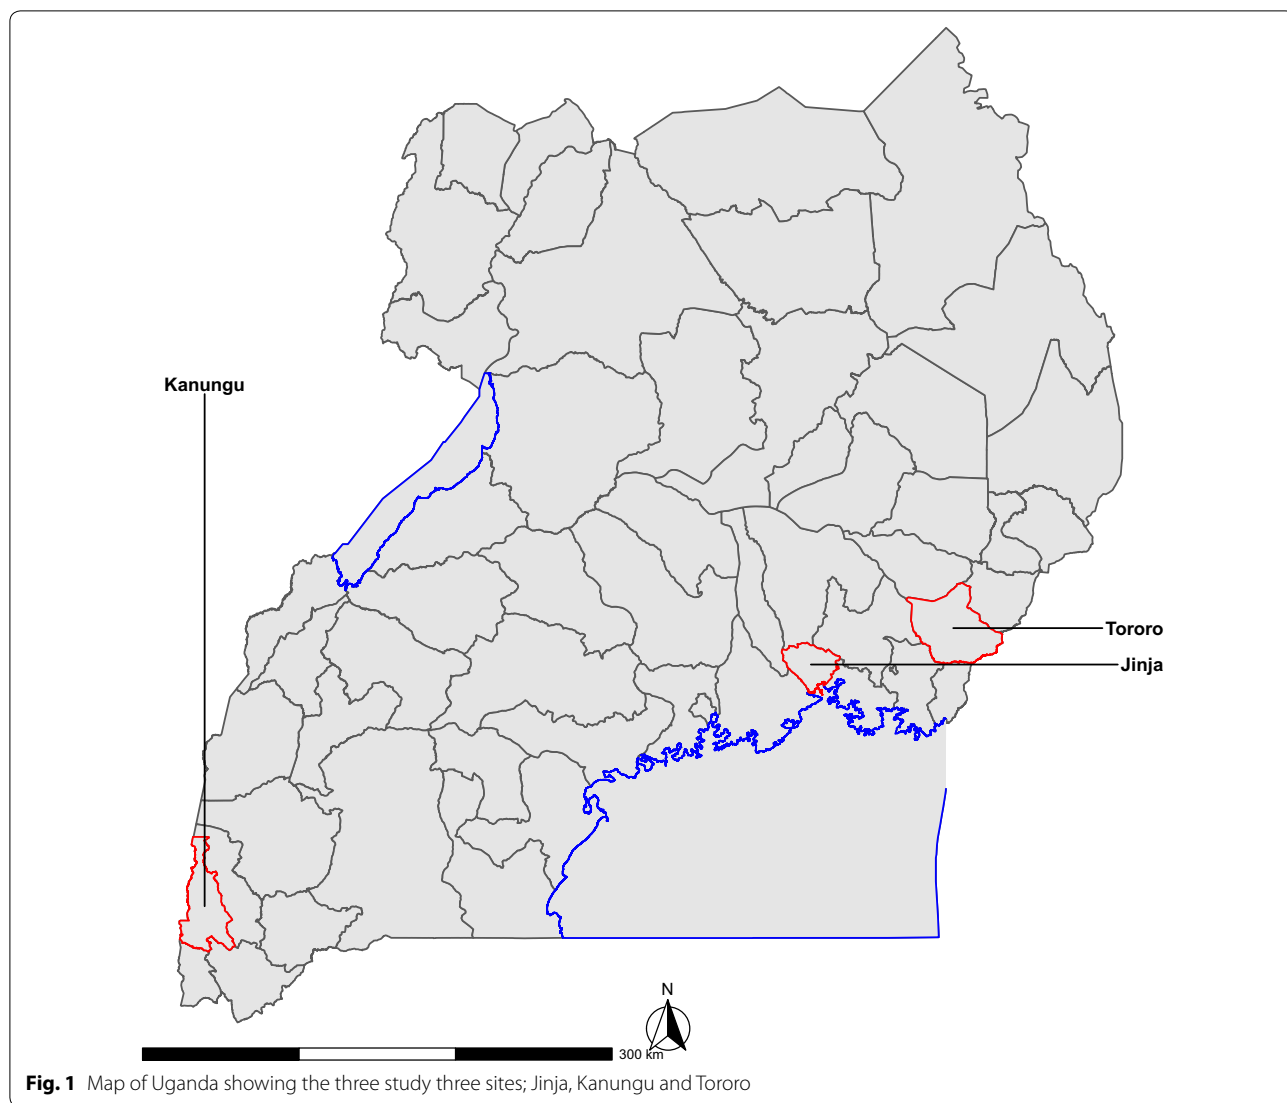 Kanungu
Tororo
Jinja
N
300 km
Fig. 1 Map of Uganda showing the three study three sites; Jinja, Kanungu and Tororo